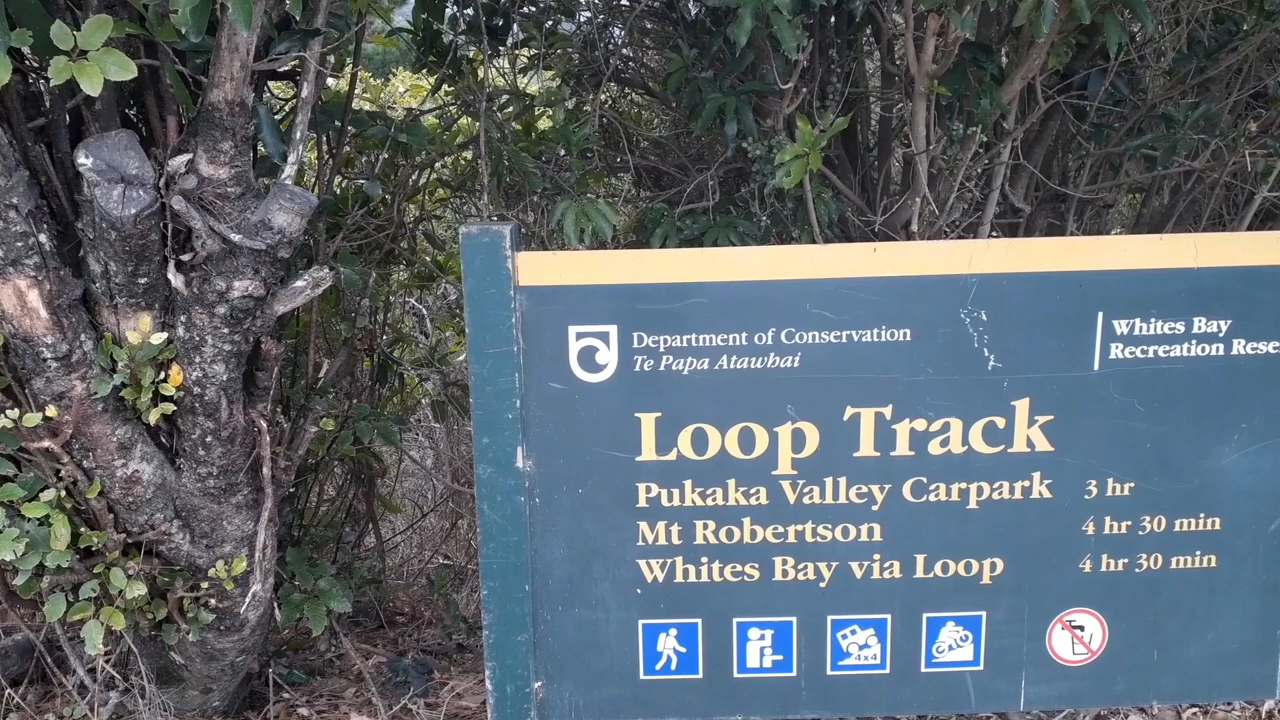 Department of Conservation
Te Papa Atawhai
Whites Bay
Recreation Rese
Loop Track
Pukaka Valley Carpark 3 hr
Mt Robertson 4 hr 30 min
Whites Bay via Loop 4 hr 30 min
4x4